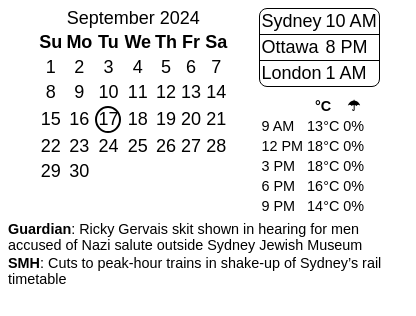 September 2024
Su Mo Tu We Th Fr Sa
1 2 3 4 5 6 7
8 9 10 11 12 13 14
15 16 17 18 19 20 21
22 23 24 25 26 27 28
29 30
Sydney 10 AM
Ottawa 8 PM
London 1 AM
°C ☂
9 AM 13°C 0%
12 PM 18°C 0%
3 PM 18°C 0%
6 PM 16°C 0%
9 PM 14°C 0%
Guardian: Ricky Gervais skit shown in hearing for men
accused of Nazi salute outside Sydney Jewish Museum
SMH: Cuts to peak-hour trains in shake-up of Sydney’s rail
timetable